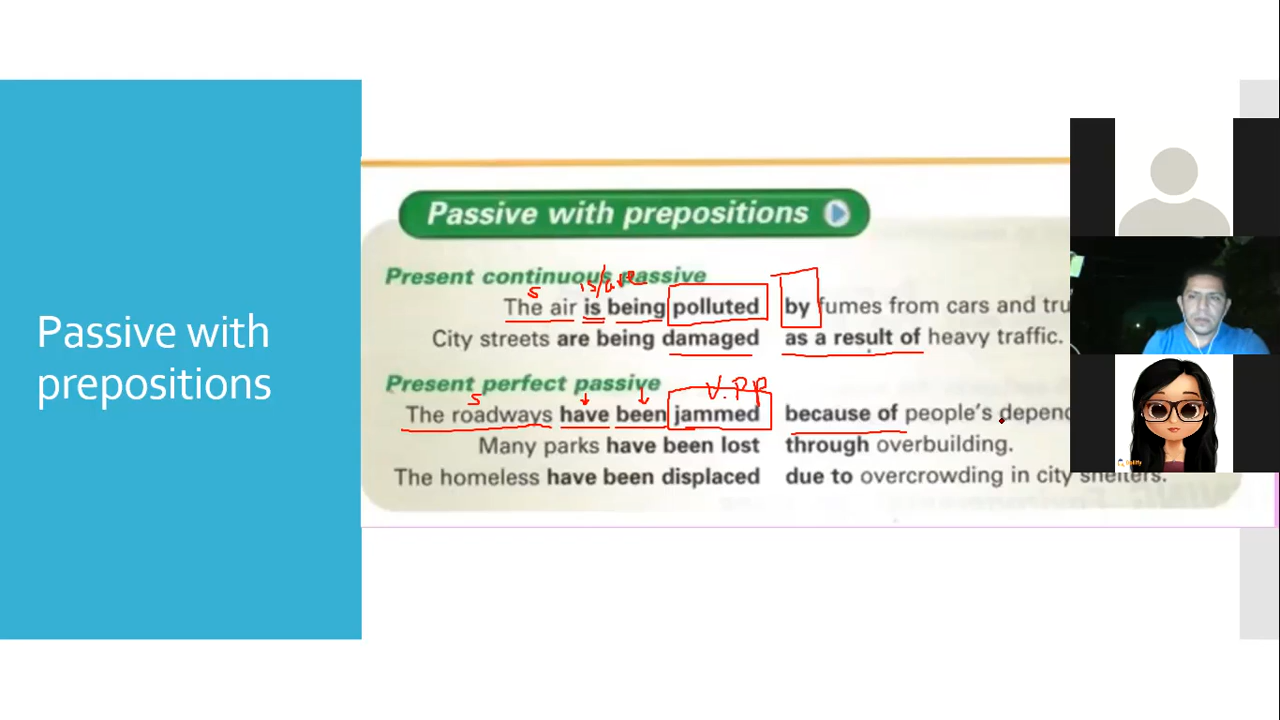 Passive with
prepositions
Passive with prepositions
Present continuous passive
s is/are
The air is being polluted by fumes from cars and tru
City streets are being damaged as a result of heavy traffic.
Present perfect passive
s V.PP
The roadways have been jammed because of people's depend
Many parks have been lost through overbuilding.
The homeless have been displaced due to overcrowding in city shelters.